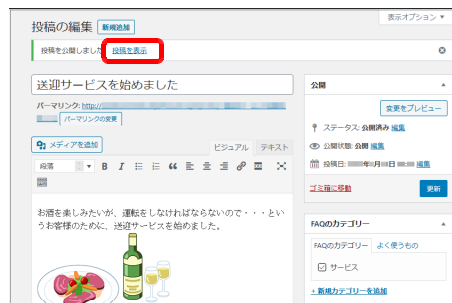 表示オプション ▼
投稿の編集 新規追加
投稿を公開しました 投稿を表示
送迎サービスを始めました
パーマリンク: http://
パーマリンクの変更
メディアを追加
ビジュアル テキスト
段落
B I
お酒を楽しみたいが、運転をしなければならないので・・・とい
うお客様のために、送迎サービスを始めました。
公開
変更をプレビュー
ステータス: 公開済み 編集
公開状態: 公開 編集
投稿日: 年 月 日 編集
ゴミ箱に移動 更新
FAQのカテゴリー
FAQのカテゴリー よく使うもの
サービス
+ 新規カテゴリーを追加